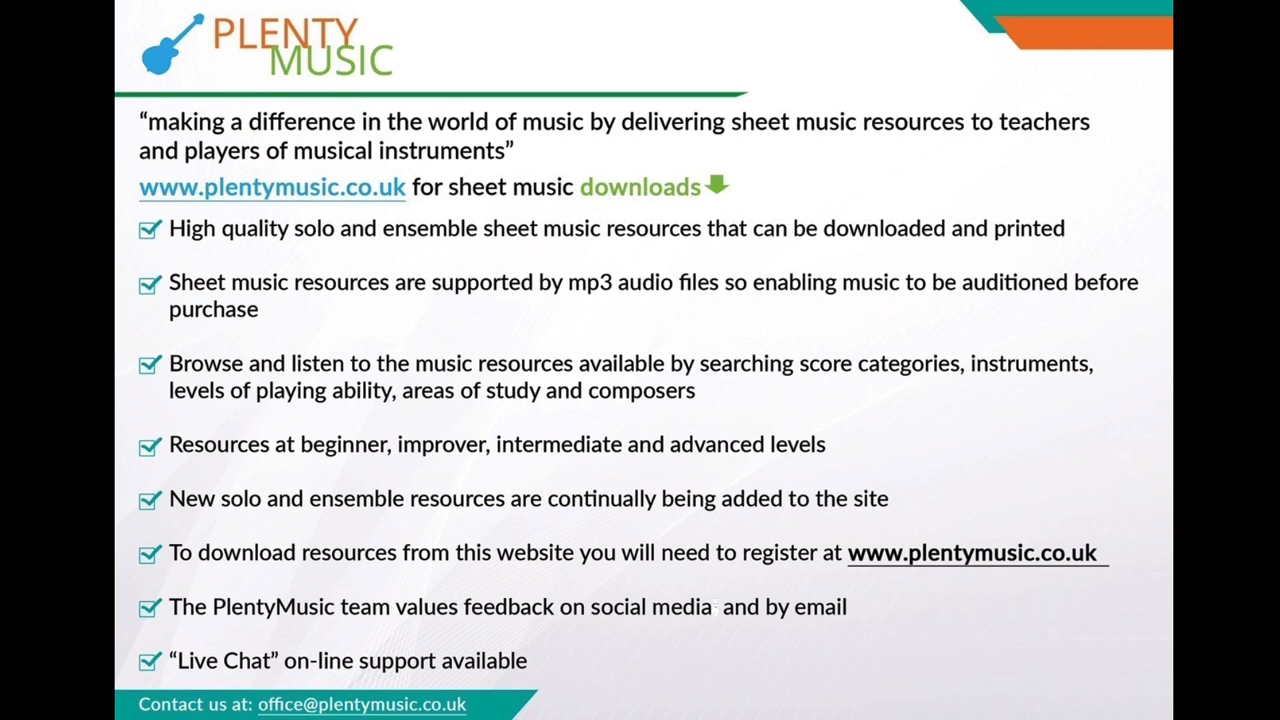 PLENTY
MUSIC
“making a difference in the world of music by delivering sheet music resources to teachers
and players of musical instruments”
www.plentymusic.co.uk for sheet music downloads
High quality solo and ensemble sheet music resources that can be downloaded and printed
Sheet music resources are supported by mp3 audio files so enabling music to be auditioned before
purchase
Browse and listen to the music resources available by searching score categories, instruments,
levels of playing ability, areas of study and composers
Resources at beginner, improver, intermediate and advanced levels
New solo and ensemble resources are continually being added to the site
To download resources from this website you will need to register at www.plentymusic.co.uk
The PlentyMusic team values feedback on social media and by email
“Live Chat” on-line support available
Contact us at: office@plentymusic.co.uk